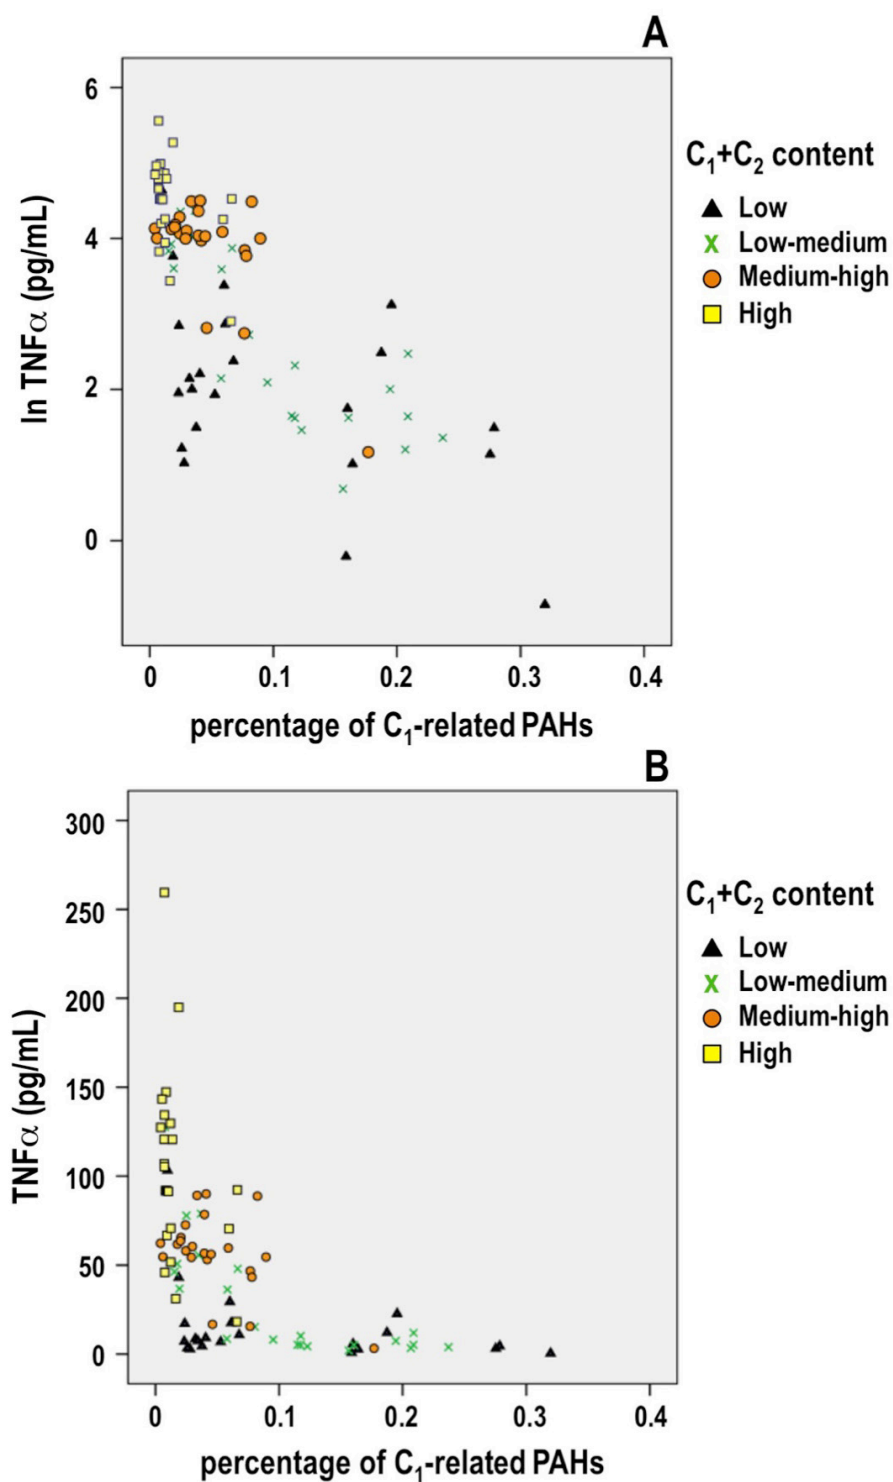 A
6
4
2
0
ln TNFα (pg/mL)
0 0.1 0.2 0.3 0.4
percentage of C₁-related PAHs
C₁+C₂ content
Low
Low-medium
Medium-high
High
B
300
250
200
150
100
50
0
TNFα (pg/mL)
0 0.1 0.2 0.3 0.4
percentage of C₁-related PAHs
C₁+C₂ content
Low
Low-medium
Medium-high
High